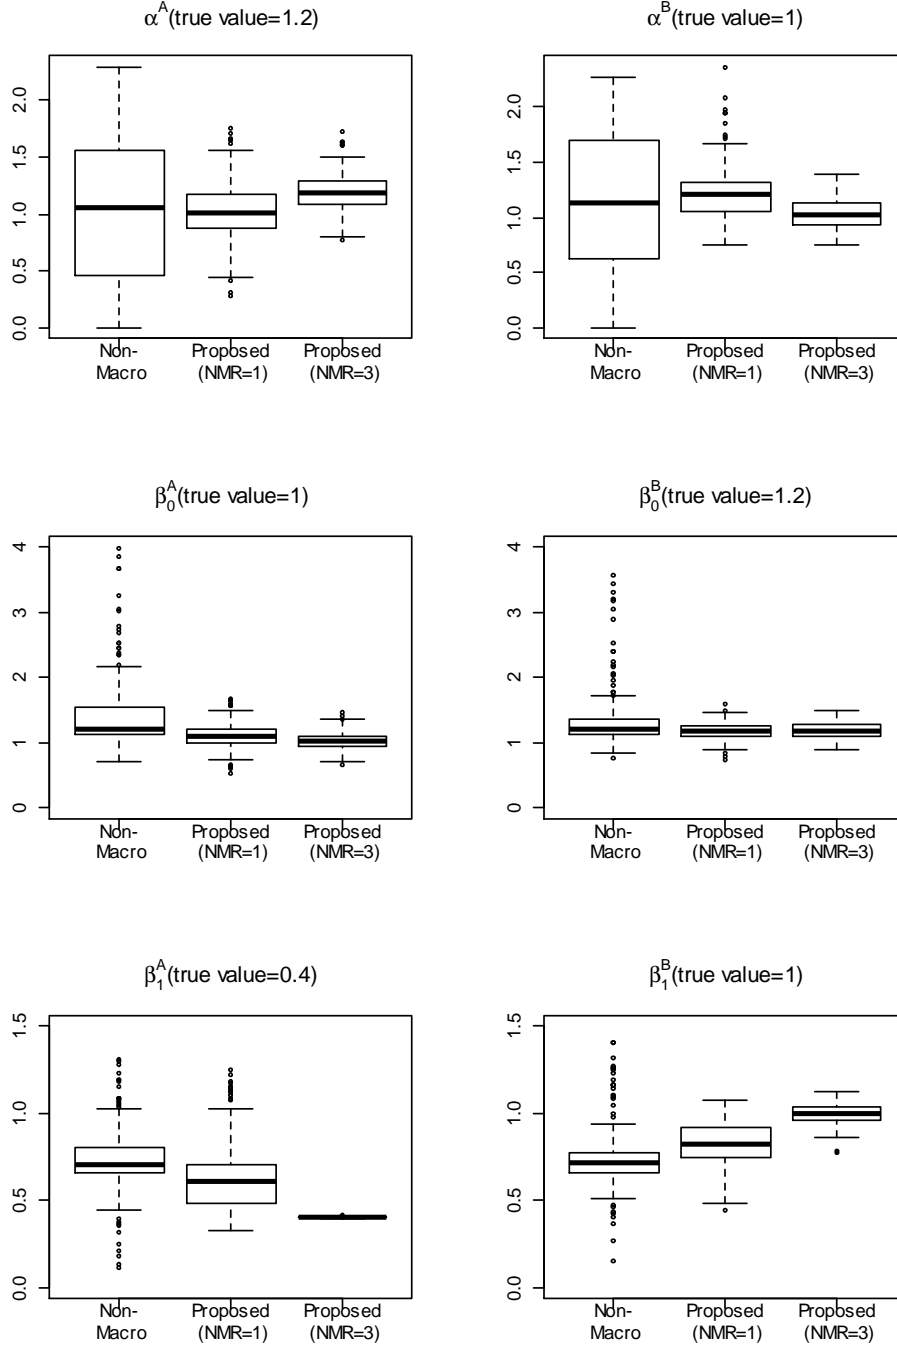 α^A(true value=1.2)
2.0
1.5
1.0
0.5
0.0
Non-
Macro
Proposed
(NMR=1)
Proposed
(NMR=3)
α^B(true value=1)
2.0
1.5
1.0
0.5
0.0
Non-
Macro
Proposed
(NMR=1)
Proposed
(NMR=3)
β_0^A(true value=1)
4
3
2
1
0
Non-
Macro
Proposed
(NMR=1)
Proposed
(NMR=3)
β_0^B(true value=1.2)
4
3
2
1
0
Non-
Macro
Proposed
(NMR=1)
Proposed
(NMR=3)
β_1^A(true value=0.4)
1.5
1.0
0.5
0.0
Non-
Macro
Proposed
(NMR=1)
Proposed
(NMR=3)
β_1^B(true value=1)
1.5
1.0
0.5
0.0
Non-
Macro
Proposed
(NMR=1)
Proposed
(NMR=3)